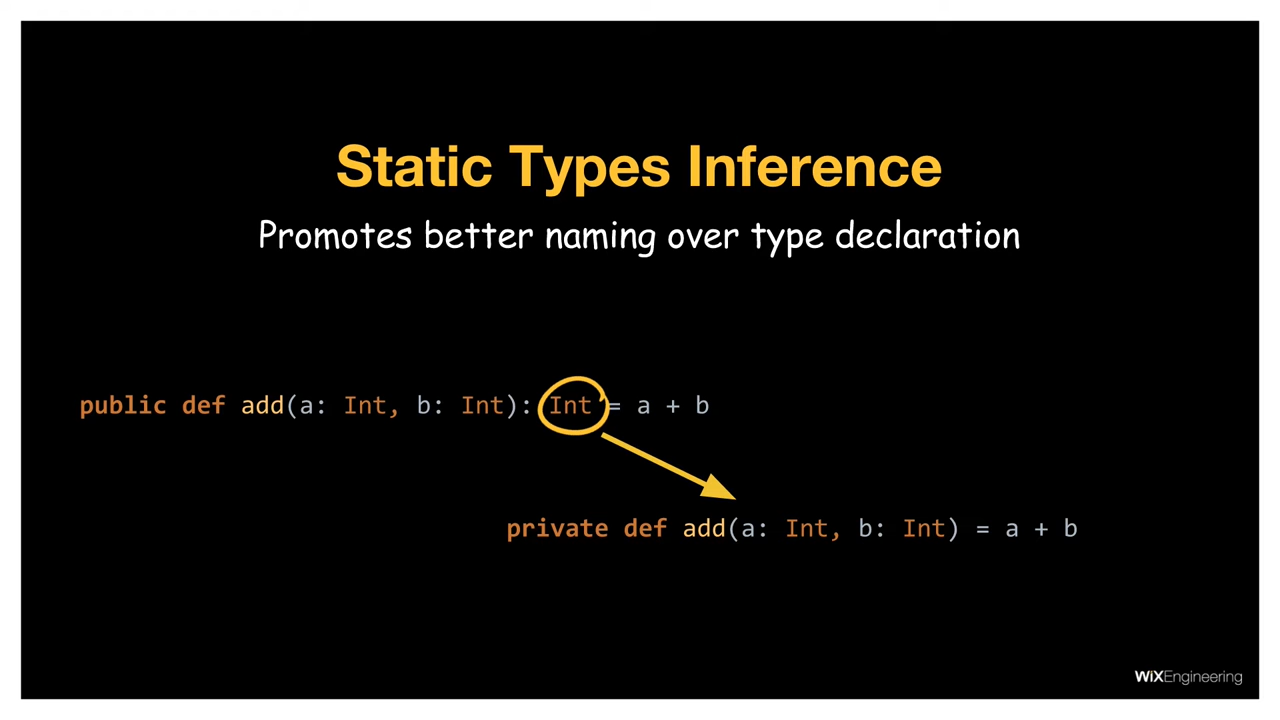 Static Types Inference
Promotes better naming over type declaration
public def add(a: Int, b: Int): Int = a + b
private def add(a: Int, b: Int) = a + b
WiXEngineering